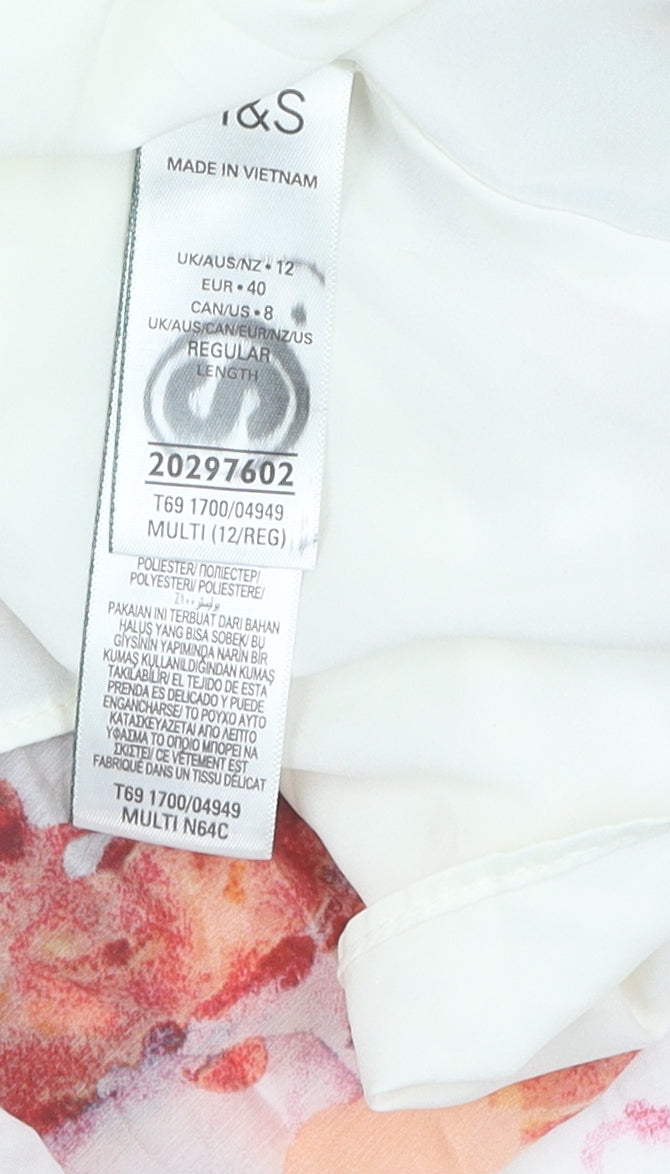 &S
MADE IN VIETNAM
UK/AUS/NZ • 12
EUR • 40
CAN/US • 8
UK/AUS/CAN/EUR/NZ/US
REGULAR
LENGTH
20297602
T69 1700/04949
MULTI (12/REG)
POLIESTER/ ПОЛІЕСТЕР/
POLYESTERI/ POLIESTERE/
بوليستر ١٠٠٪
PAKAIAN INI TERBUAT DARI BAHAN
HALUS YANG BISA SOBEK/ BU
GİYSİNİN YAPIMINDA NARİN BİR
KUMAŞ KULLANILDIĞINDAN KUMAŞ
TAKILABİLİR/ EL TEJIDO DE ESTA
PRENDA ES DELICADO Y PUEDE
ENGANCHARSE/ ΤΟ ΡΟΥΧΟ ΑΥΤΟ
ΚΑΤΑΣΚΕΥΑΖΕΤΑΙ ΑΠΟ ΛΕΠΤΟ
ΥΦΑΣΜΑ ΤΟ ΟΠΟΙΟ ΜΠΟΡΕΙ ΝΑ
ΣΚΙΣΤΕΙ/ CE VÊTEMENT EST
FABRIQUÉ DANS UN TISSU DÉLICAT
T69 1700/04949
MULTI N64C